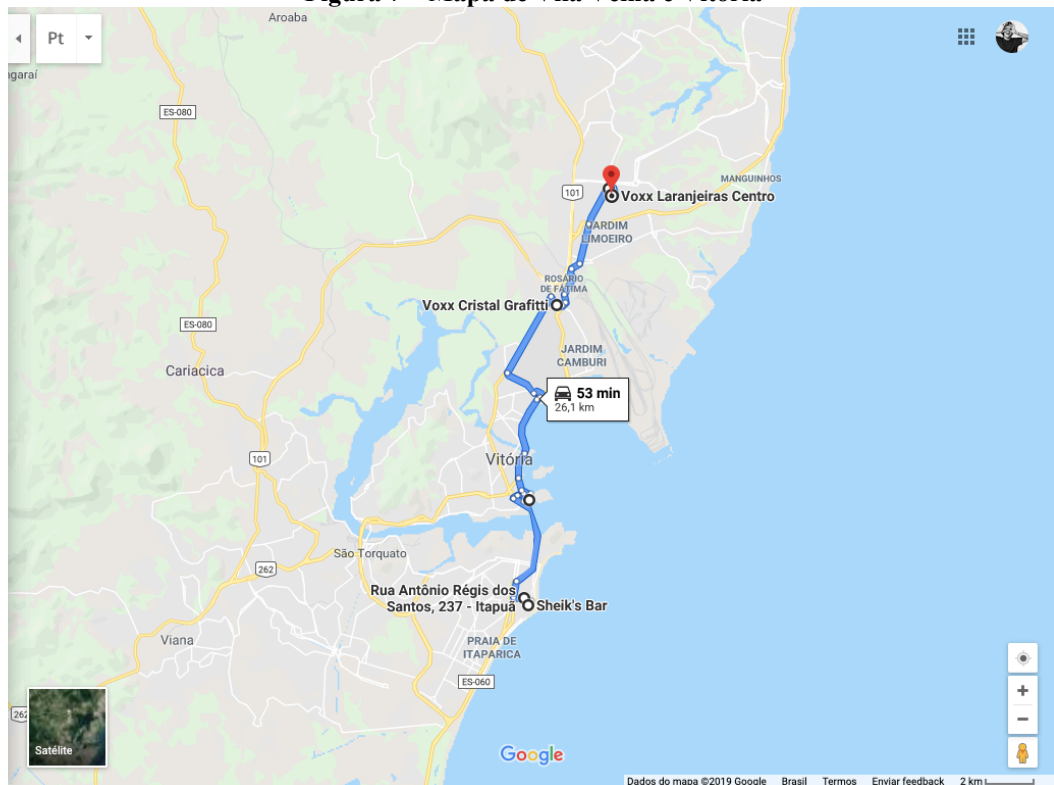 Pt
Aroaba
ES-080
101
MANGUINHOS
Voxx Laranjeiras Centro
JARDIM
LIMOEIRO
ROSÁRIO
DE FÁTIMA
Voxx Cristal Grafitti
ES-080
JARDIM
CAMBURI
Cariacica
53 min
26,1 km
101
Vitória
São Torquato
262
Rua Antônio Régis dos
Santos, 237 - Itapuã
Sheik's Bar
Viana
PRAIA DE
ITAPARICA
ES-060
262
Satélite
Google
Dados do mapa ©2019 Google Brasil Termos Enviar feedback 2 km